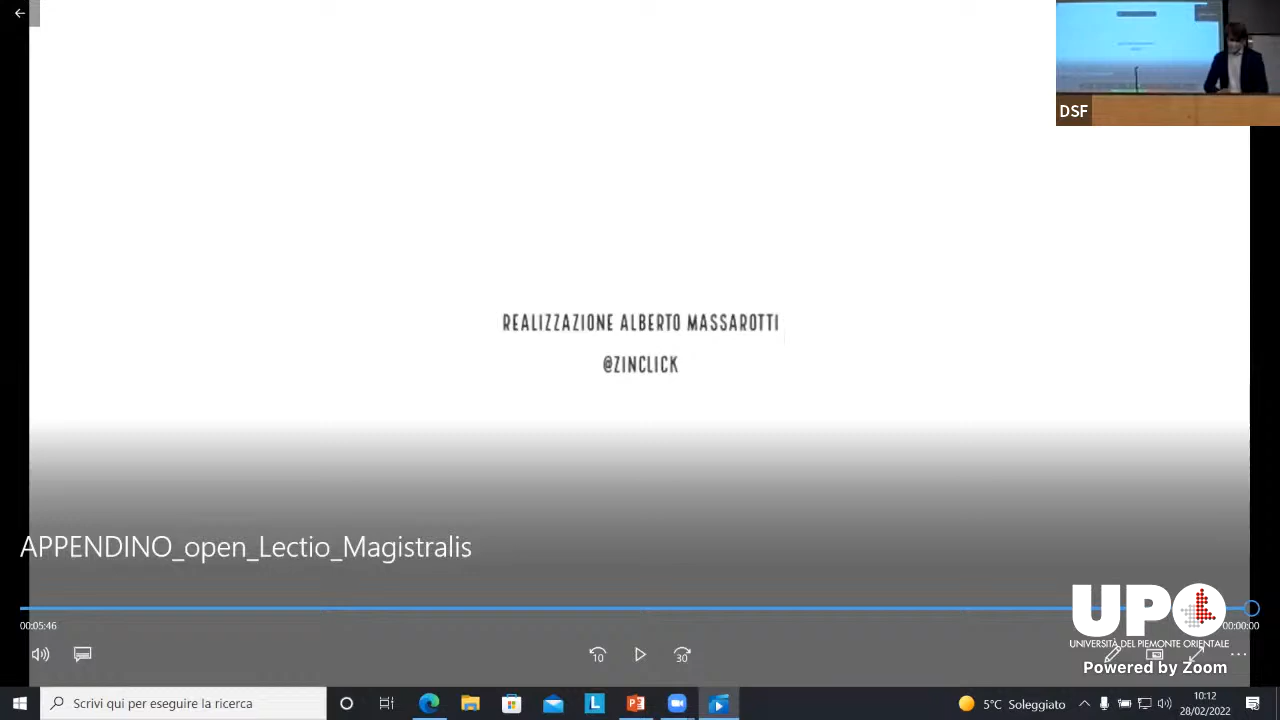 DSF
REALIZZAZIONE ALBERTO MASSAROTTI
@ZINCLICK
APPENDINO_open_Lectio_Magistralis
00:05:46
00:00:00
10
30
UPO
UNIVERSITÀ DEL PIEMONTE ORIENTALE
Powered by Zoom
Scrivi qui per eseguire la ricerca
L
5°C Soleggiato
10:12
28/02/2022